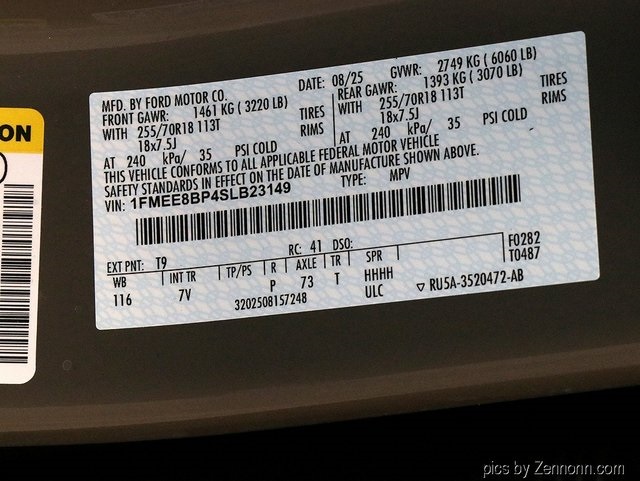 ON
MFD. BY FORD MOTOR CO.
DATE: 08/25
GVWR: 2749 KG ( 6060 LB)
FRONT GAWR: 1461 KG ( 3220 LB)
WITH 255/70R18 113T TIRES
18x7.5J RIMS
AT 240 kPa/ 35 PSI COLD
REAR GAWR: 1393 KG ( 3070 LB)
WITH 255/70R18 113T TIRES
18x7.5J RIMS
AT 240 kPa/ 35 PSI COLD
THIS VEHICLE CONFORMS TO ALL APPLICABLE FEDERAL MOTOR VEHICLE
SAFETY STANDARDS IN EFFECT ON THE DATE OF MANUFACTURE SHOWN ABOVE.
VIN: 1FMEE8BP4SLB23149
TYPE: MPV
F0282
T0487
EXT PNT: T9 RC: 41 DSO:
WB INT TR TP/PS R AXLE TR SPR
116 7V P 73 T HHHH
ULC
3202508157248
▽ RU5A-3520472-AB
pics by Zennonn.com